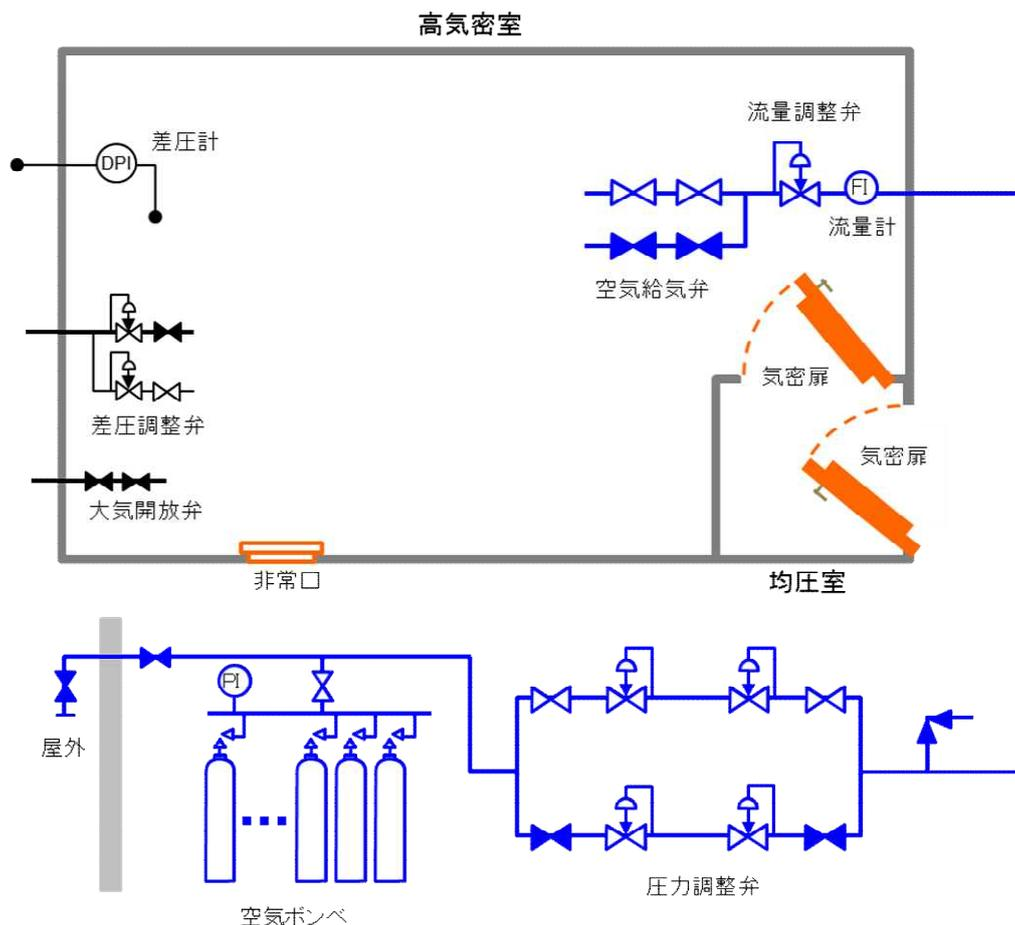 高気密室
流量調整弁
差圧計
DPI
FI
流量計
空気給気弁
気密扉
差圧調整弁
気密扉
大気開放弁
非常口
均圧室
PI
屋外
圧力調整弁
空気ボンベ